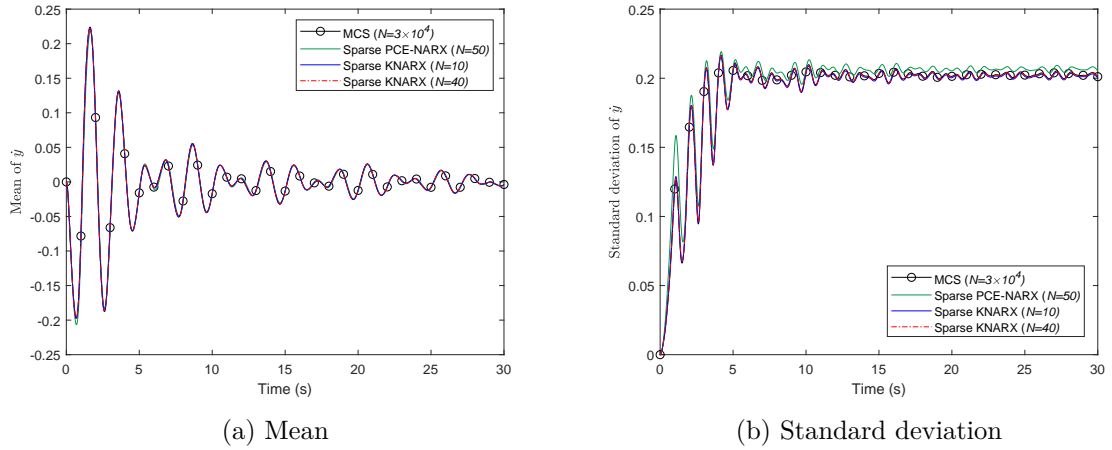 0.25
0.2
0.15
0.1
0.05
0
-0.05
-0.1
-0.15
-0.2
-0.25
Mean of ẏ
MCS (N=3×10⁴)
Sparse PCE-NARX (N=50)
Sparse KNARX (N=10)
Sparse KNARX (N=40)
0 5 10 15 20 25 30
Time (s)
(a) Mean
0.25
0.2
0.15
0.1
0.05
0
Standard deviation of ẏ
MCS (N=3×10⁴)
Sparse PCE-NARX (N=50)
Sparse KNARX (N=10)
Sparse KNARX (N=40)
0 5 10 15 20 25 30
Time (s)
(b) Standard deviation